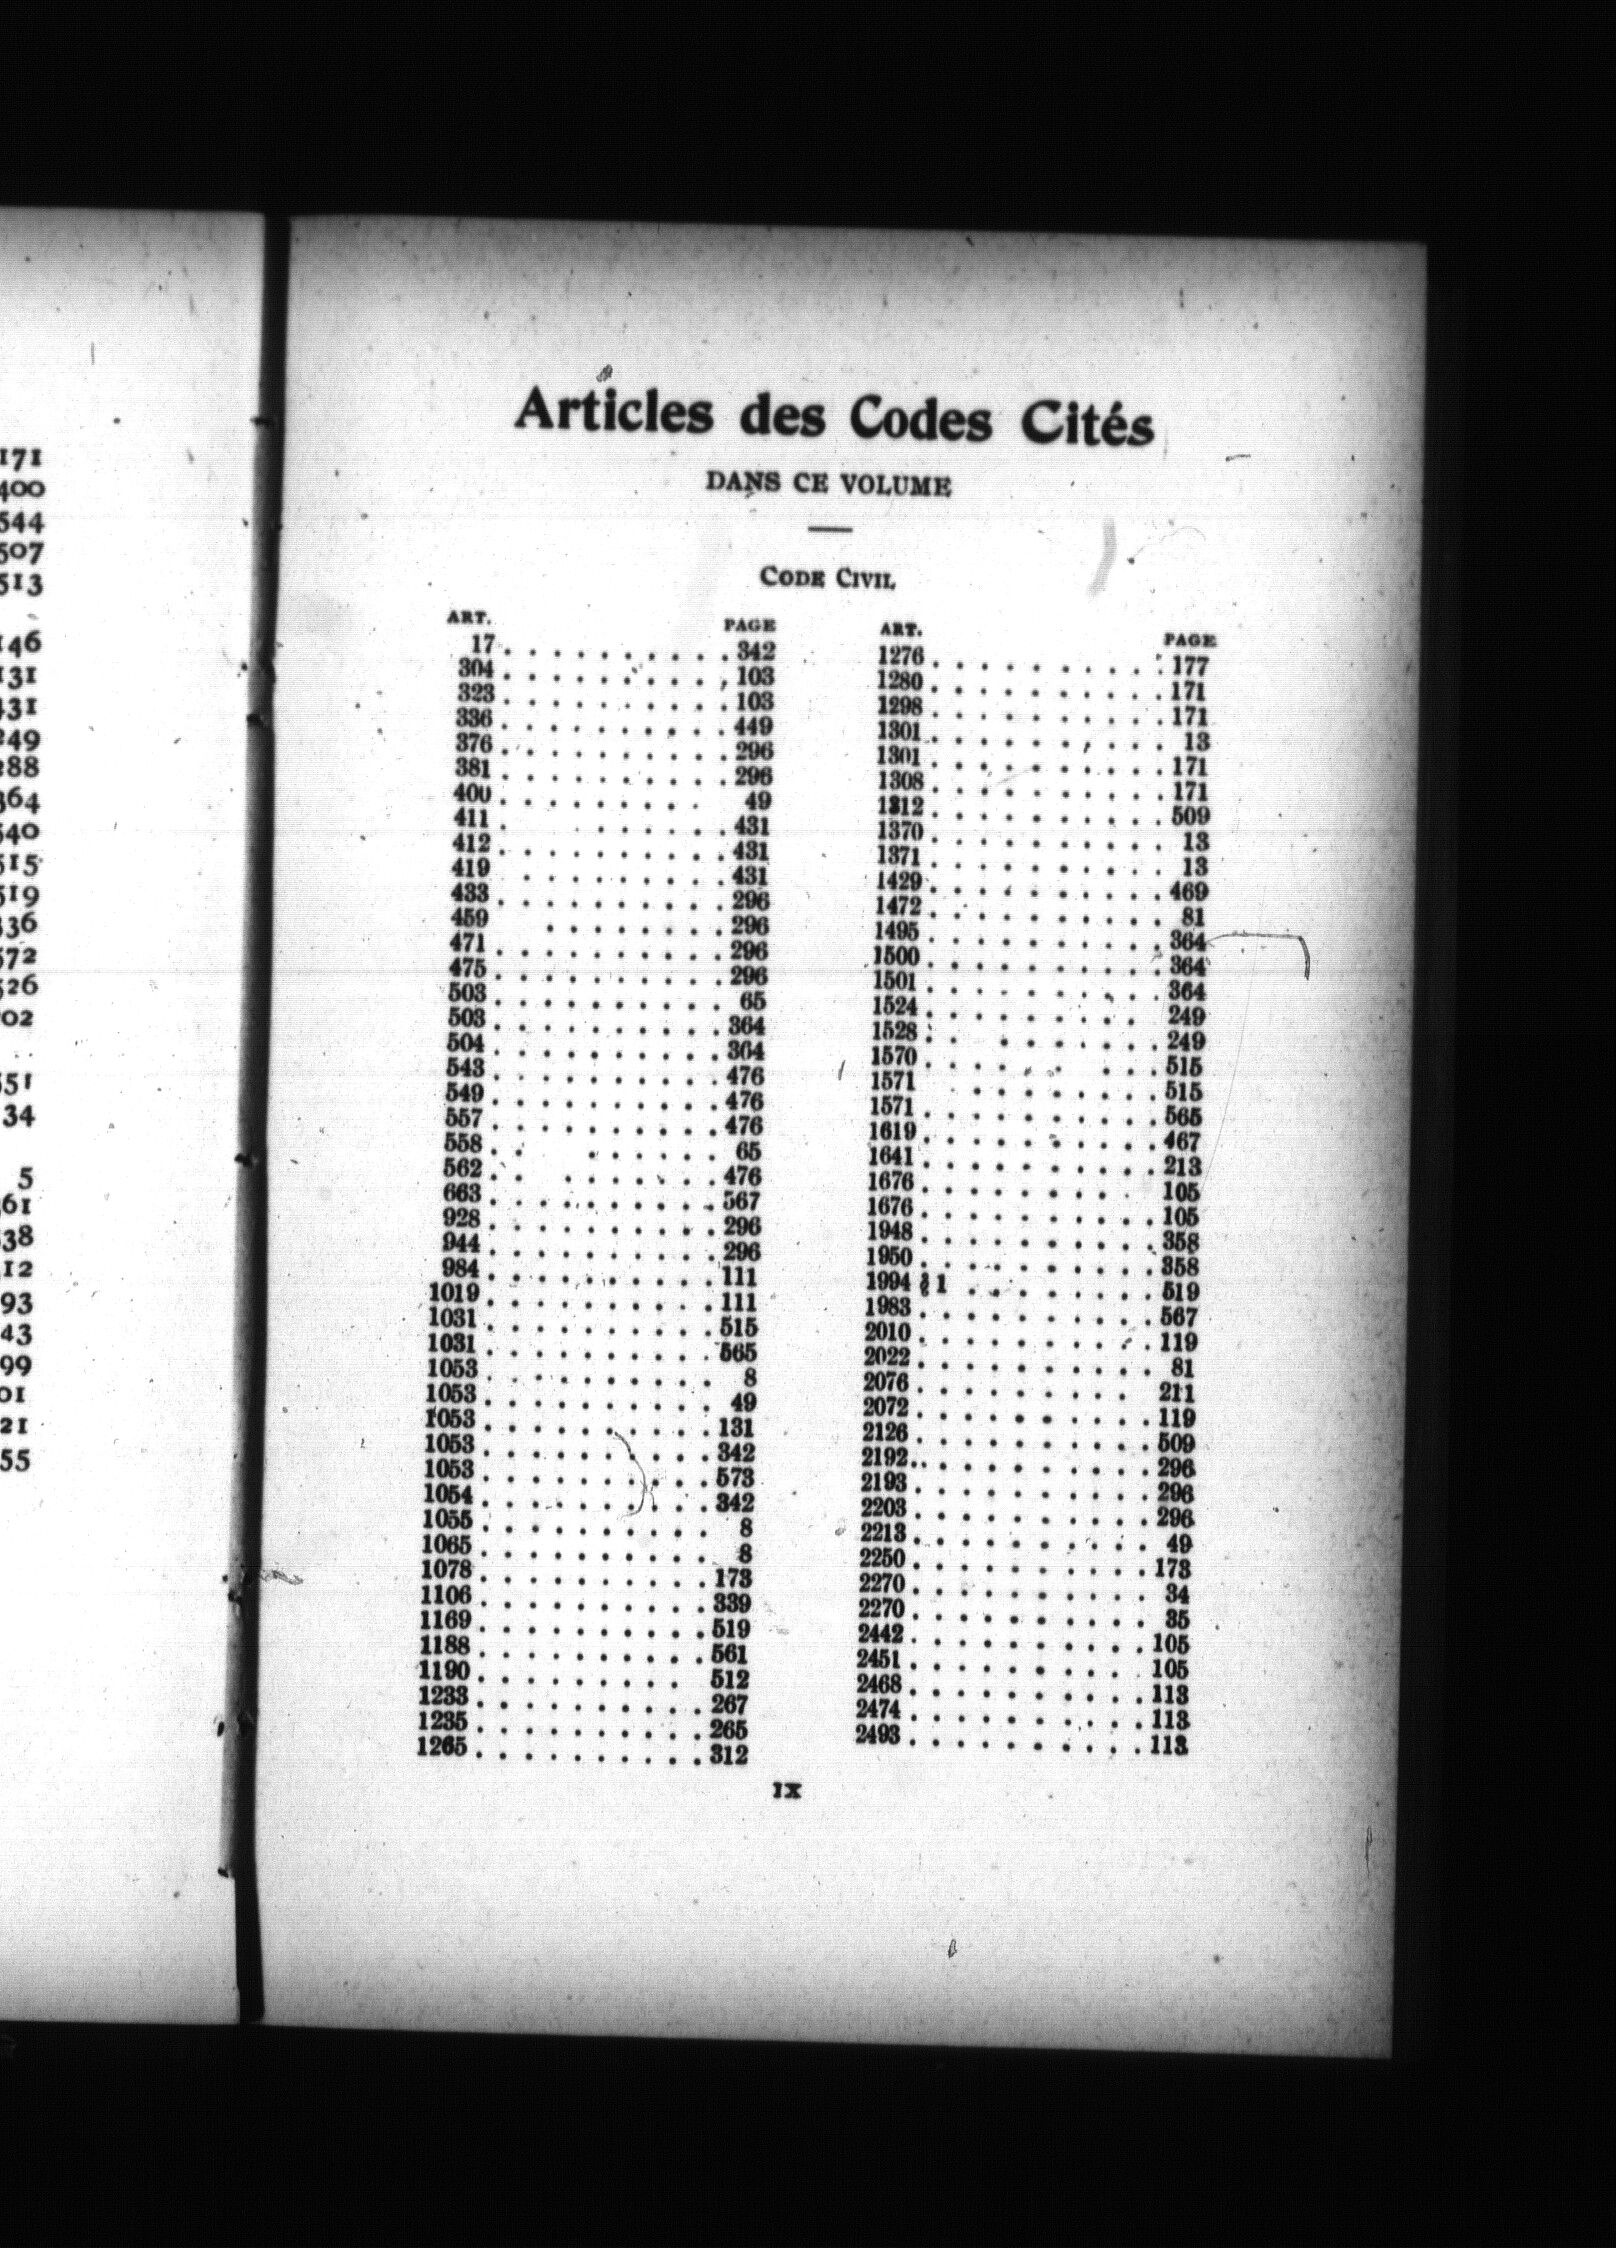 Articles des Codes Cités
DANS CE VOLUME
CODE CIVIL
ART. PAGE
17 . . . . . . . . . . 342
304 . . . . . . . . . . 103
323 . . . . . . . . . . 103
336 . . . . . . . . . . 449
376 . . . . . . . . . . 296
381 . . . . . . . . . . 296
400 . . . . . . . . . 49
411 . . . . . . . . 431
412 . . . . . . . . . . 431
419 . . . . . . . . . 431
433 . . . . . . . . . . 296
459 . . . . . . . . 296
471 . . . . . . . . . . 296
475 . . . . . . . . . . 296
503 . . . . . . . . . . 65
503 . . . . . . . . . . 364
504 . . . . . . . . . . 364
543 . . . . . . . . . . 476
549 . . . . . . . . . . 476
557 . . . . . . . . . . 476
558 . . . . . . . . 65
562 . . . . . . . . . 476
663 . . . . . . . . . . 567
928 . . . . . . . . . . 296
944 . . . . . . . . . . 296
984 . . . . . . . . . . 111
1019 . . . . . . . . . . 111
1031 . . . . . . . . . . 515
1031 . . . . . . . . . . 565
1053 . . . . . . . . . . 8
1053 . . . . . . . . . . 49
1053 . . . . . . . . . . 131
1053 . . . . . . . . . . 342
1053 . . . . . . . . . . 573
1054 . . . . . . . . . . 342
1055 . . . . . . . . . . 8
1065 . . . . . . . . . . 8
1078 . . . . . . . . . . 173
1106 . . . . . . . . . . 339
1169 . . . . . . . . . . 519
1188 . . . . . . . . . . 561
1190 . . . . . . . . . 512
1233 . . . . . . . . . . 267
1235 . . . . . . . . . . 265
1265 . . . . . . . . . . 312
ART. PAGE
1276 . . . . . . . . . . 177
1280 . . . . . . . . . . 171
1298 . . . . . . . . . . 171
1301 . . . . . . . . . . 13
1301 . . . . . . . . . . 171
1308 . . . . . . . . . . 171
1312 . . . . . . . . . . 509
1370 . . . . . . . . . . 13
1371 . . . . . . . . . . 13
1429 . . . . . . . . . . 469
1472 . . . . . . . . . . 81
1495 . . . . . . . . . . 364
1500 . . . . . . . . . . 364
1501 . . . . . . . . . . 364
1524 . . . . . . . . . 249
1528 . . . . . . . . . 249
1570 . . . . . . . . . 515
1571 . . . . . . . . . 515
1571 . . . . . . . . . . 565
1619 . . . . . . . . . . 467
1641 . . . . . . . . . . 213
1676 . . . . . . . . . 105
1676 . . . . . . . . . . 105
1948 . . . . . . . . . . 358
1950 . . . . . . . . . . 358
1994 § 1 . . . . . . . . 519
1983 . . . . . . . . . . 567
2010 . . . . . . . . . . 119
2022 . . . . . . . . . . 81
2076 . . . . . . . . . 211
2072 . . . . . . . . . . 119
2126 . . . . . . . . . . 509
2192 . . . . . . . . . . 296
2193 . . . . . . . . . . 296
2203 . . . . . . . . . . 296
2213 . . . . . . . . . . 49
2250 . . . . . . . . . . 173
2270 . . . . . . . . . . 34
2270 . . . . . . . . . . 35
2442 . . . . . . . . . . 105
2451 . . . . . . . . . 105
2468 . . . . . . . . . . 113
2474 . . . . . . . . . . 113
2493 . . . . . . . . . . 113
IX